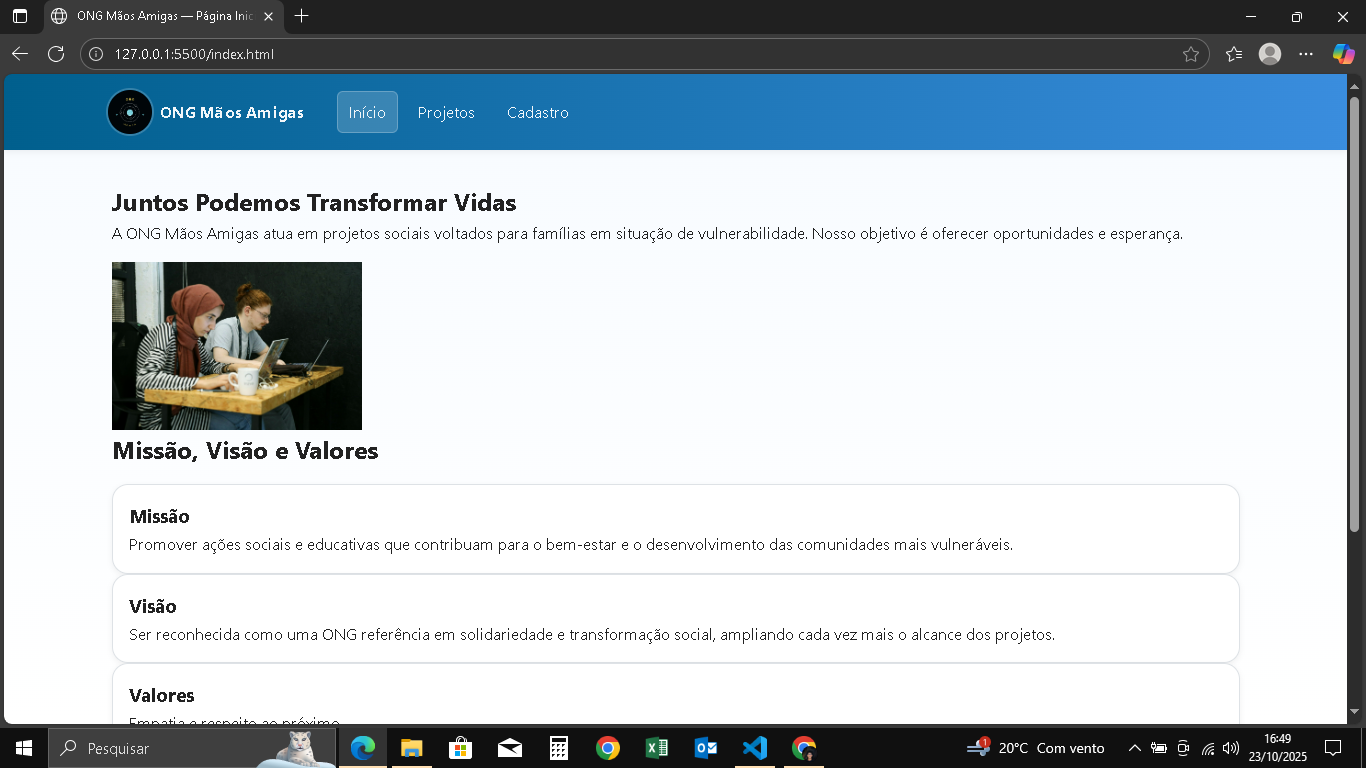 ONG Mãos Amigas — Página Inic
127.0.0.1:5500/index.html
ONG Mãos Amigas
Início
Projetos
Cadastro
Juntos Podemos Transformar Vidas
A ONG Mãos Amigas atua em projetos sociais voltados para famílias em situação de vulnerabilidade. Nosso objetivo é oferecer oportunidades e esperança.
Missão, Visão e Valores
Missão
Promover ações sociais e educativas que contribuam para o bem-estar e o desenvolvimento das comunidades mais vulneráveis.
Visão
Ser reconhecida como uma ONG referência em solidariedade e transformação social, ampliando cada vez mais o alcance dos projetos.
Valores
Empatia e respeito ao próximo
Pesquisar
1
20°C Com vento
16:49
23/10/2025